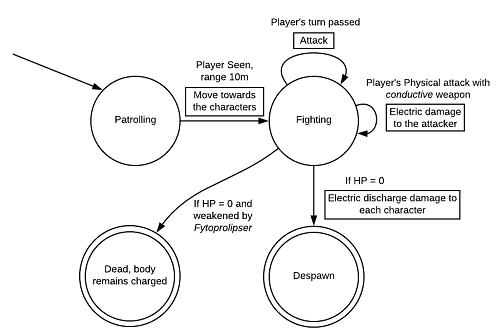 Player's turn passed
Attack
Player Seen,
range 10m
Move towards
the characters
Player's Physical attack with
conductive weapon
Electric damage
to the attacker
Patrolling
Fighting
If HP = 0
Electric discharge damage to
each character
If HP = 0 and
weakened by
Fytoprolipser
Dead, body
remains charged
Despawn